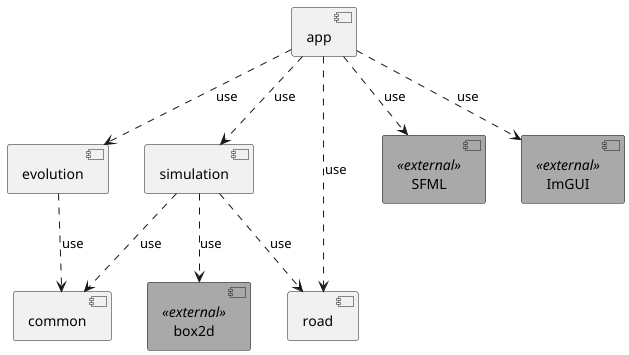 app
use
use
use
use
use
evolution
simulation
«external»
SFML
«external»
ImGUI
use
use
use
use
common
«external»
box2d
road